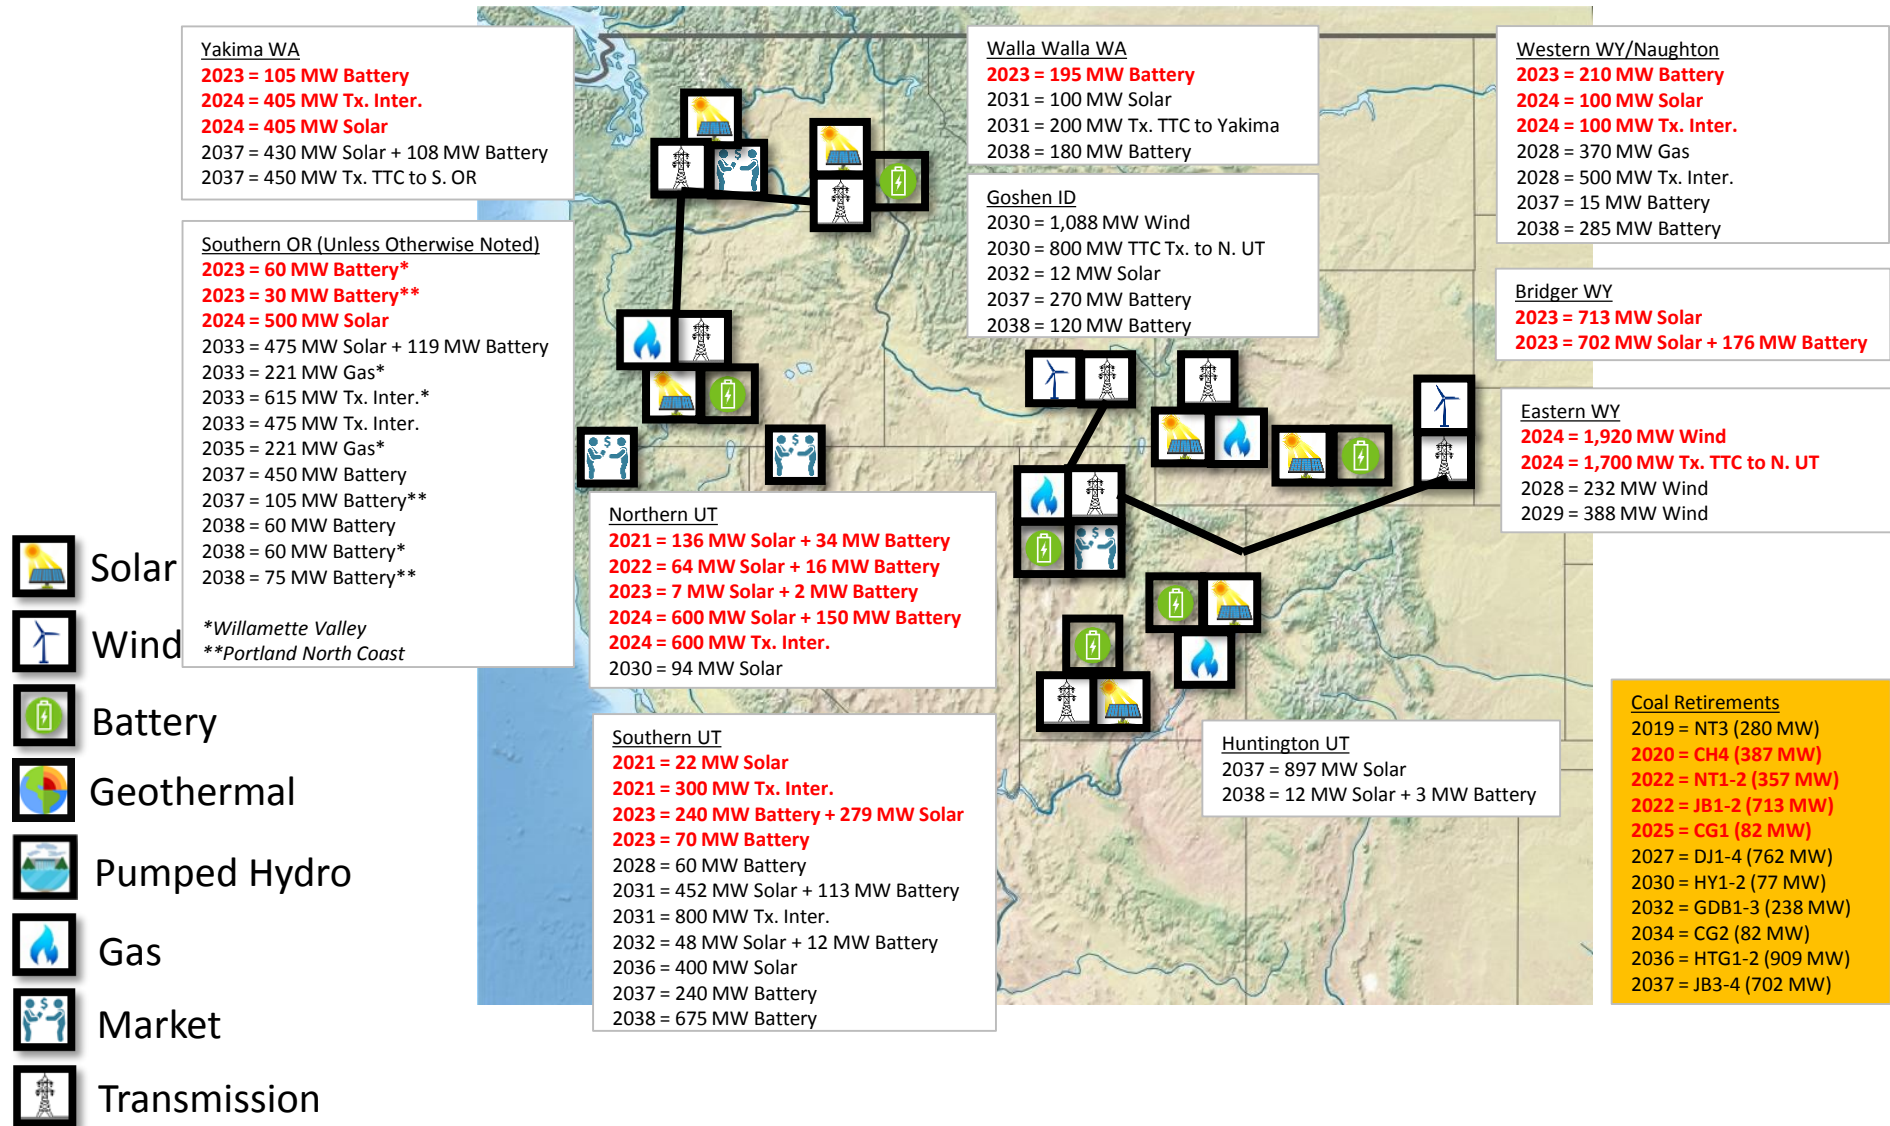 Yakima WA
2023 = 105 MW Battery
2024 = 405 MW Tx. Inter.
2024 = 405 MW Solar
2037 = 430 MW Solar + 108 MW Battery
2037 = 450 MW Tx. TTC to S. OR
Southern OR (Unless Otherwise Noted)
2023 = 60 MW Battery*
2023 = 30 MW Battery**
2024 = 500 MW Solar
2033 = 475 MW Solar + 119 MW Battery
2033 = 221 MW Gas*
2033 = 615 MW Tx. Inter.*
2033 = 475 MW Tx. Inter.
2035 = 221 MW Gas*
2037 = 450 MW Battery
2037 = 105 MW Battery**
2038 = 60 MW Battery
2038 = 60 MW Battery*
2038 = 75 MW Battery**
*Willamette Valley
**Portland North Coast
Walla Walla WA
2023 = 195 MW Battery
2031 = 100 MW Solar
2031 = 200 MW Tx. TTC to Yakima
2038 = 180 MW Battery
Goshen ID
2030 = 1,088 MW Wind
2030 = 800 MW TTC Tx. to N. UT
2032 = 12 MW Solar
2037 = 270 MW Battery
2038 = 120 MW Battery
Western WY/Naughton
2023 = 210 MW Battery
2024 = 100 MW Solar
2024 = 100 MW Tx. Inter.
2028 = 370 MW Gas
2028 = 500 MW Tx. Inter.
2037 = 15 MW Battery
2038 = 285 MW Battery
Bridger WY
2023 = 713 MW Solar
2023 = 702 MW Solar + 176 MW Battery
Eastern WY
2024 = 1,920 MW Wind
2024 = 1,700 MW Tx. TTC to N. UT
2028 = 232 MW Wind
2029 = 388 MW Wind
Northern UT
2021 = 136 MW Solar + 34 MW Battery
2022 = 64 MW Solar + 16 MW Battery
2023 = 7 MW Solar + 2 MW Battery
2024 = 600 MW Solar + 150 MW Battery
2024 = 600 MW Tx. Inter.
2030 = 94 MW Solar
Southern UT
2021 = 22 MW Solar
2021 = 300 MW Tx. Inter.
2023 = 240 MW Battery + 279 MW Solar
2023 = 70 MW Battery
2028 = 60 MW Battery
2031 = 452 MW Solar + 113 MW Battery
2031 = 800 MW Tx. Inter.
2032 = 48 MW Solar + 12 MW Battery
2036 = 400 MW Solar
2037 = 240 MW Battery
2038 = 675 MW Battery
Huntington UT
2037 = 897 MW Solar
2038 = 12 MW Solar + 3 MW Battery
Coal Retirements
2019 = NT3 (280 MW)
2020 = CH4 (387 MW)
2022 = NT1-2 (357 MW)
2022 = JB1-2 (713 MW)
2025 = CG1 (82 MW)
2027 = DJ1-4 (762 MW)
2030 = HY1-2 (77 MW)
2032 = GDB1-3 (238 MW)
2034 = CG2 (82 MW)
2036 = HTG1-2 (909 MW)
2037 = JB3-4 (702 MW)
Solar
Wind
Battery
Geothermal
Pumped Hydro
Gas
Market
Transmission